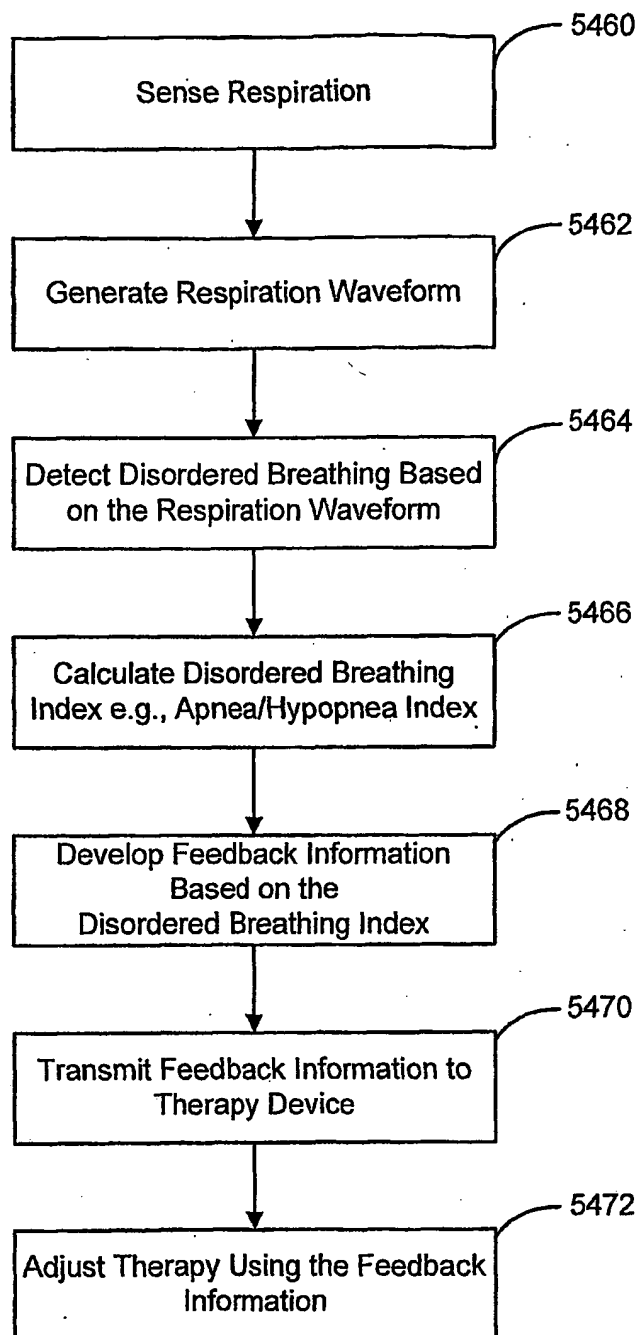 5460
Sense Respiration
5462
Generate Respiration Waveform
5464
Detect Disordered Breathing Based
on the Respiration Waveform
5466
Calculate Disordered Breathing
Index e.g., Apnea/Hypopnea Index
5468
Develop Feedback Information
Based on the
Disordered Breathing Index
5470
Transmit Feedback Information to
Therapy Device
5472
Adjust Therapy Using the Feedback
Information